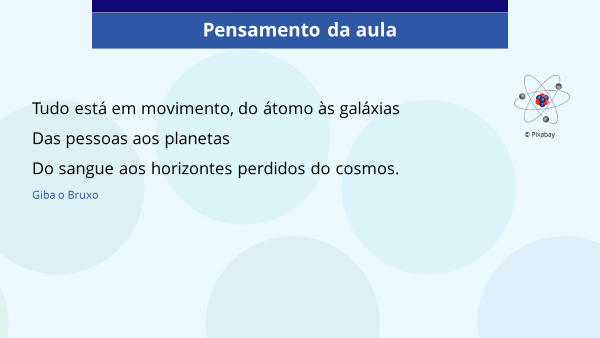 Pensamento da aula
Tudo está em movimento, do átomo às galáxias
© Pixabay
Das pessoas aos planetas
Do sangue aos horizontes perdidos do cosmos.
Giba o Bruxo